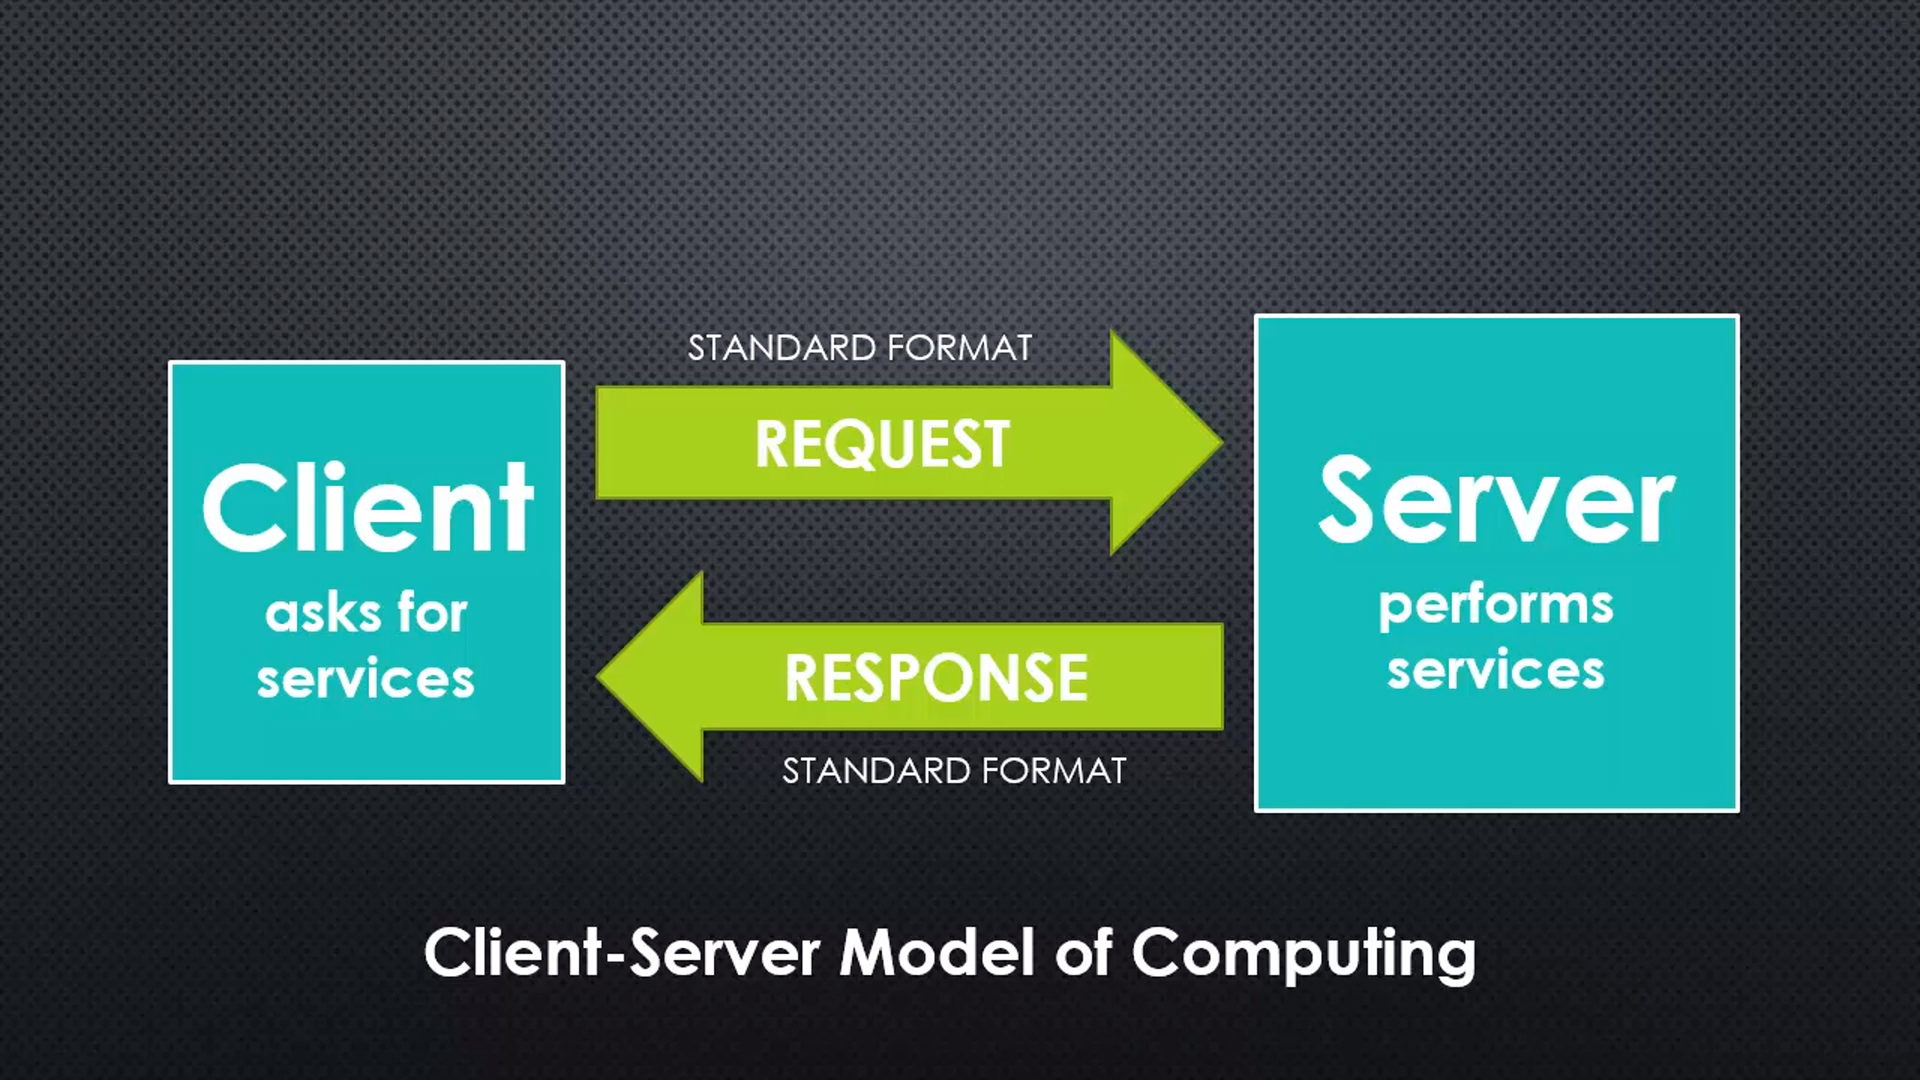 STANDARD FORMAT
REQUEST
Client
asks for
services
Server
performs
services
RESPONSE
STANDARD FORMAT
Client-Server Model of Computing